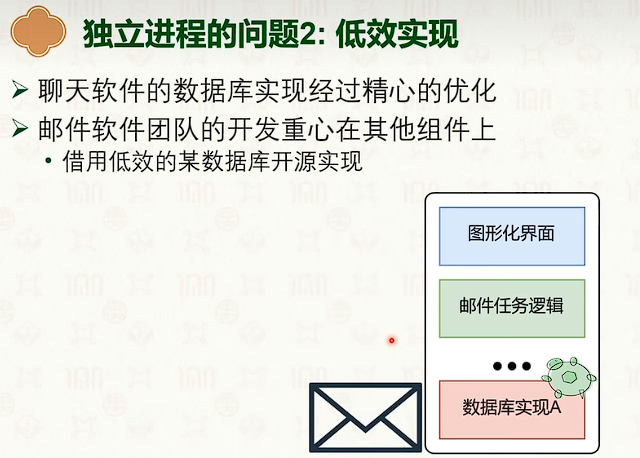 独立进程的问题2: 低效实现
聊天软件的数据库实现经过精心的优化
邮件软件团队的开发重心在其他组件上
借用低效的某数据库开源实现
图形化界面
邮件任务逻辑
数据库实现A